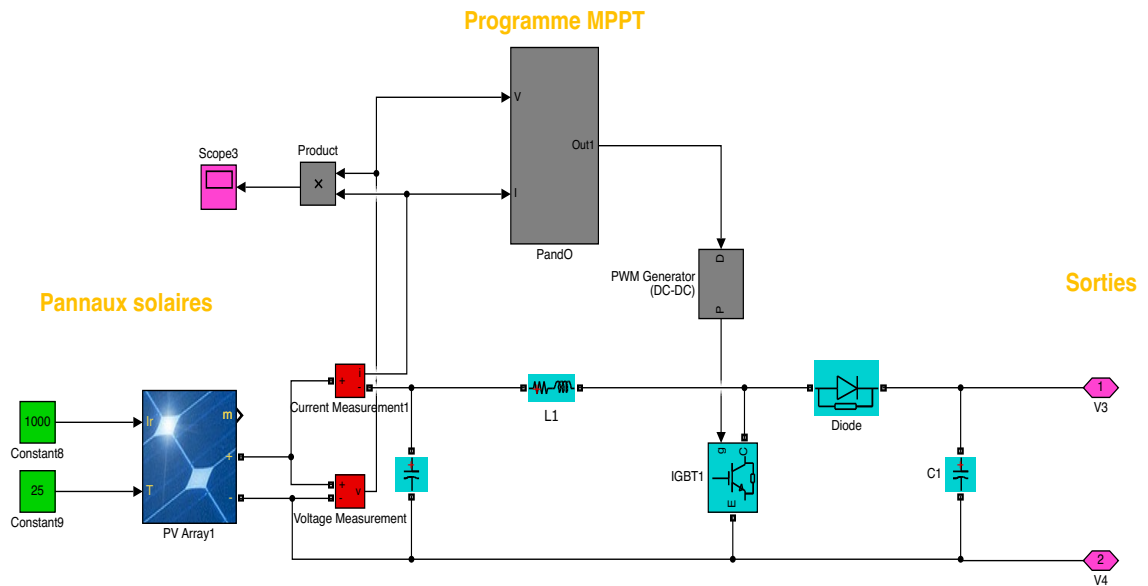 Programme MPPT
V
I
Out1
PandO
Scope3
Product
×
D
P
PWM Generator
(DC-DC)
Pannaux solaires
Sorties
1000
Constant8
25
Constant9
Ir
T
m
+
-
PV Array1
+
-
i
Current Measurement1
+
-
v
Voltage Measurement
+
L1
g
C
E
IGBT1
Diode
+
C1
1
V3
2
V4